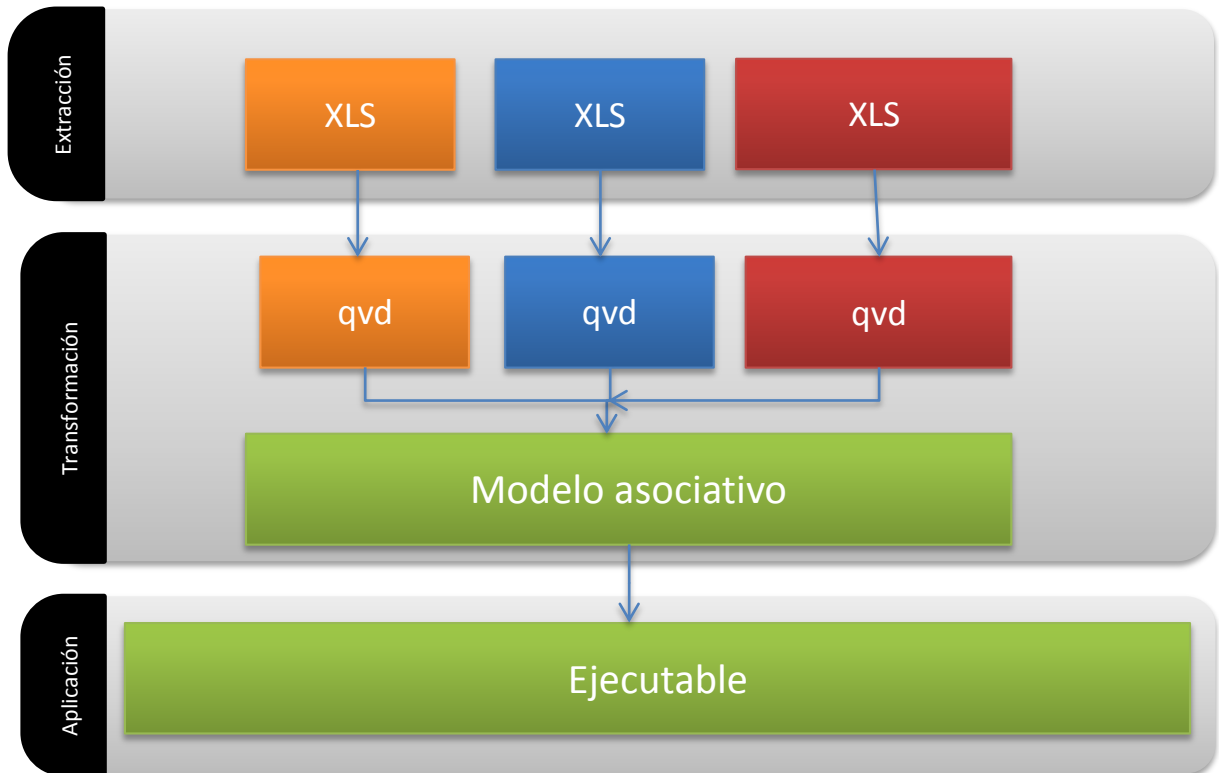 Extracción
XLS
XLS
XLS
Transformación
qvd
qvd
qvd
Modelo asociativo
Aplicación
Ejecutable